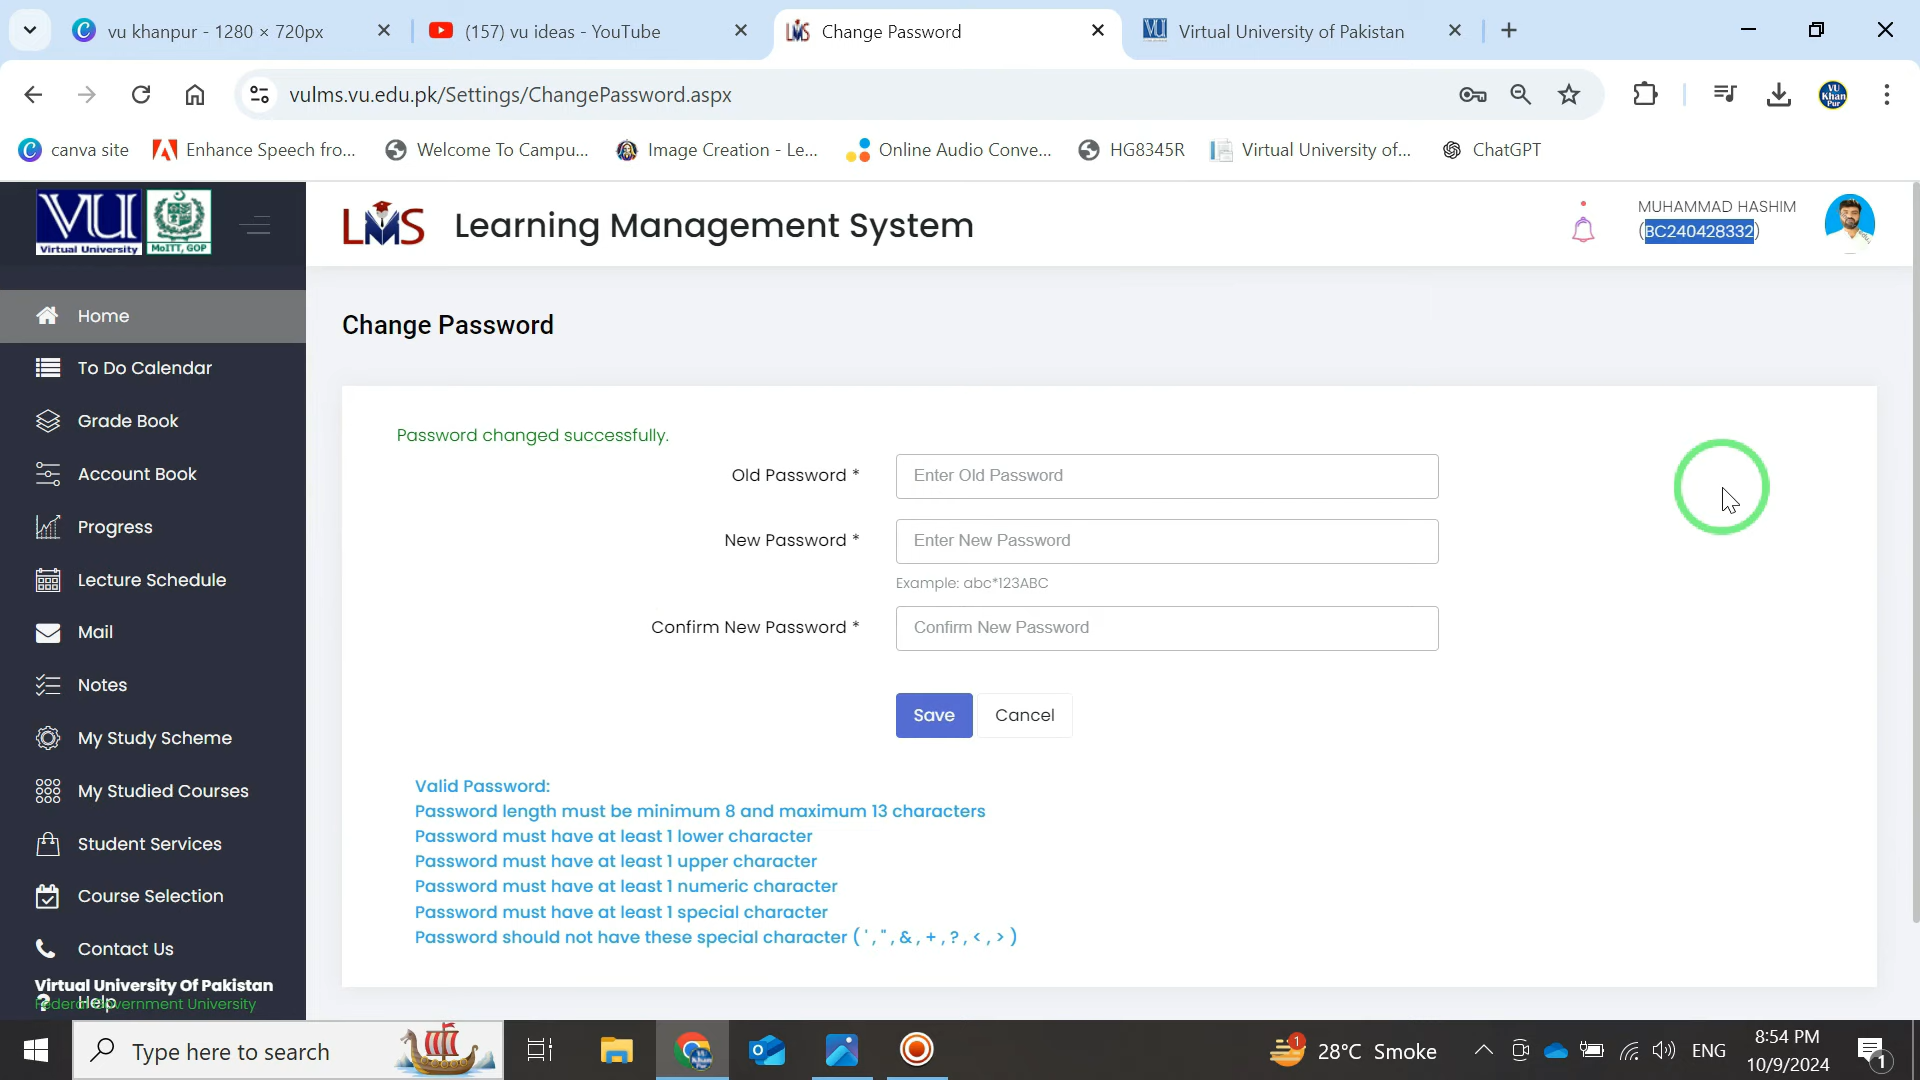 vu khanpur - 1280 × 720px
(157) vu ideas - YouTube
Change Password
Virtual University of Pakistan
vulms.vu.edu.pk/Settings/ChangePassword.aspx
VU Khan Pur
canva site
Enhance Speech fro...
Welcome To Campu...
Image Creation - Le...
Online Audio Conve...
HG8345R
Virtual University of...
ChatGPT
VU
Virtual University
MoITT, GOP
LMS
Learning Management System
MUHAMMAD HASHIM
(BC240428332)
Home
To Do Calendar
Grade Book
Account Book
Progress
Lecture Schedule
Mail
Notes
My Study Scheme
My Studied Courses
Student Services
Course Selection
Contact Us
Help
Virtual University Of Pakistan
Federal Government University
Change Password
Password changed successfully.
Old Password *
Enter Old Password
New Password *
Enter New Password
Example: abc*123ABC
Confirm New Password *
Confirm New Password
Save
Cancel
Valid Password:
Password length must be minimum 8 and maximum 13 characters
Password must have at least 1 lower character
Password must have at least 1 upper character
Password must have at least 1 numeric character
Password must have at least 1 special character
Password should not have these special character ( ' , " , & , + , ? , < , > )
Type here to search
1
28°C Smoke
ENG
8:54 PM
10/9/2024
1